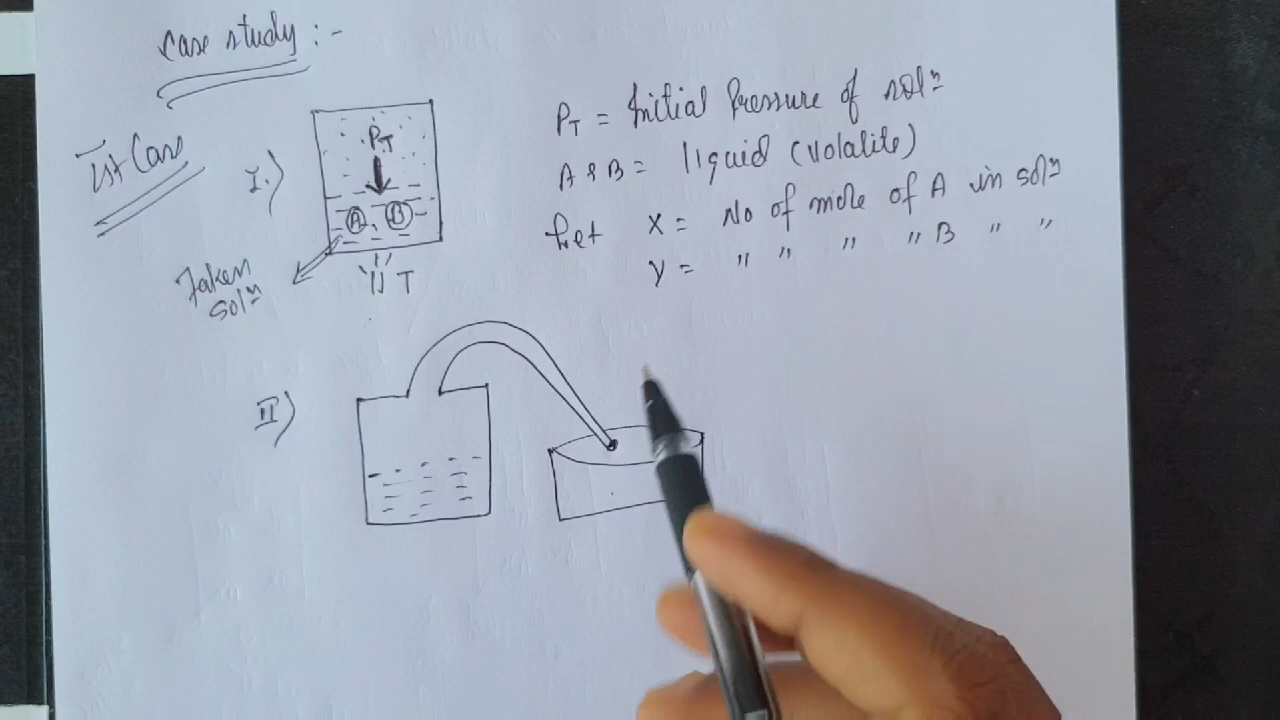 Case study :-
Ist Case
I.)
PT
A, B
Taken
solⁿ
T
PT = Initial Pressure of solⁿ
A & B = liquid (volatile)
Let X = No of mole of A in solⁿ
Y = " " " " B " "
II)